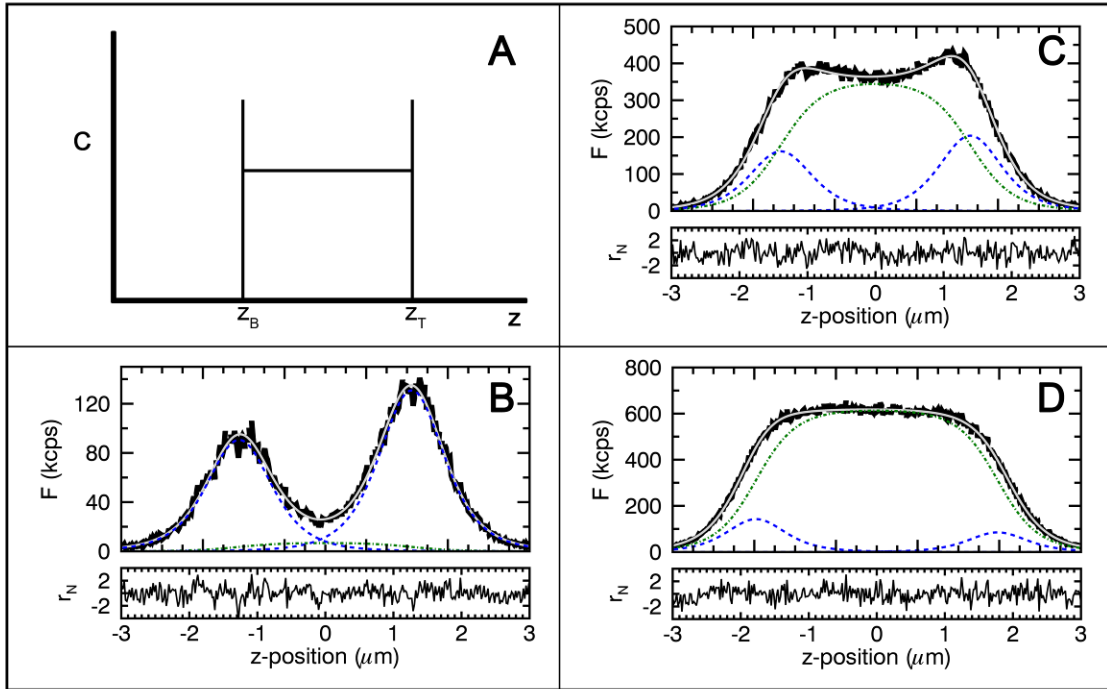 A
C
z_B z_T z
B
F (kcps)
120
80
40
0
r_N
2
-2
-3 -2 -1 0 1 2 3
z-position (μm)
C
F (kcps)
500
400
300
200
100
0
r_N
2
-2
-3 -2 -1 0 1 2 3
z-position (μm)
D
F (kcps)
800
600
400
200
0
r_N
2
-2
-3 -2 -1 0 1 2 3
z-position (μm)